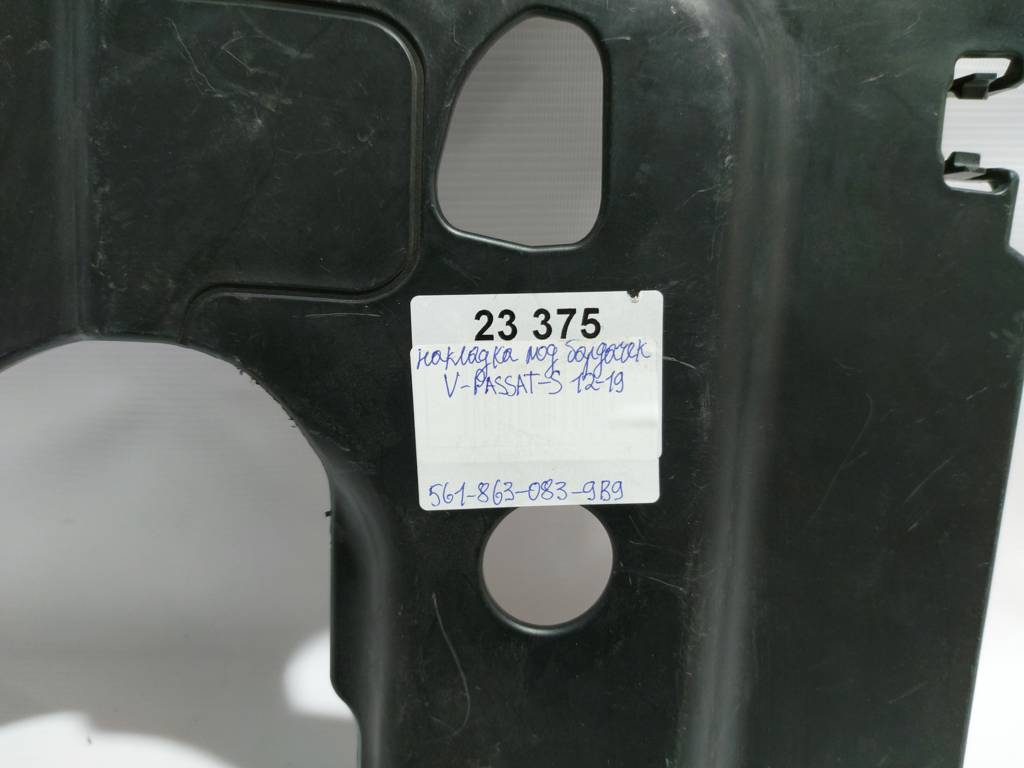 23 375
накладка под бардачек
V-PASSAT-S 12-19
561-863-083-9B9